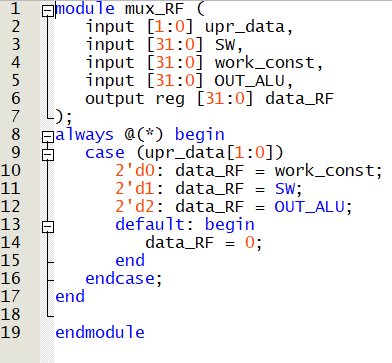 1 module mux_RF (
2 input [1:0] upr_data,
3 input [31:0] SW,
4 input [31:0] work_const,
5 input [31:0] OUT_ALU,
6 output reg [31:0] data_RF
7 );
8 always @(*) begin
9 case (upr_data[1:0])
10 2'd0: data_RF = work_const;
11 2'd1: data_RF = SW;
12 2'd2: data_RF = OUT_ALU;
13 default: begin
14 data_RF = 0;
15 end
16 endcase;
17 end
18
19 endmodule